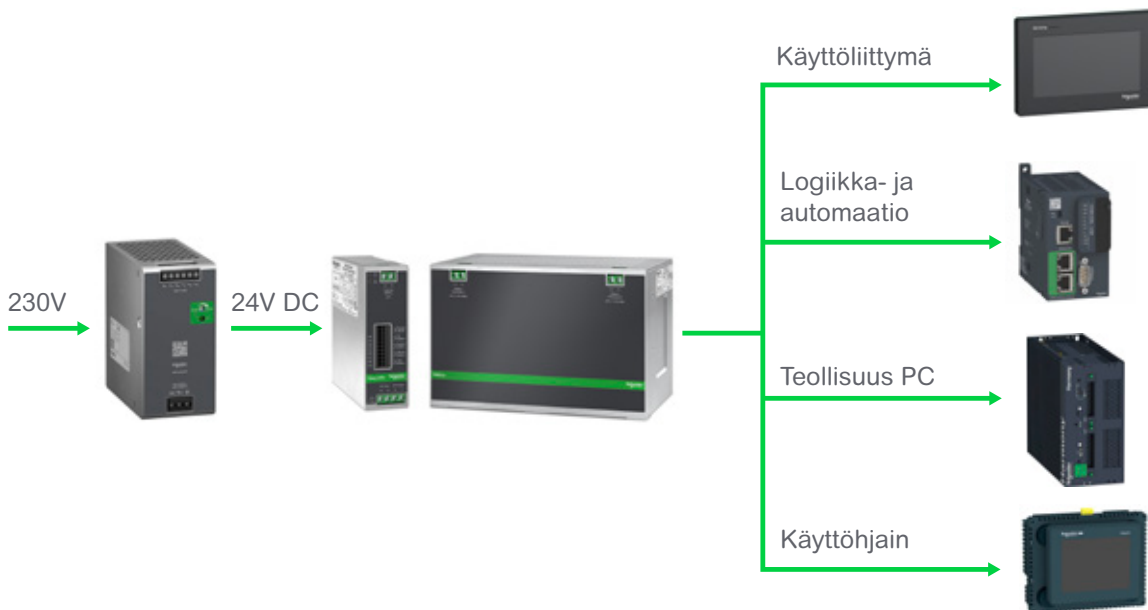 Käyttöliittymä
Logiikka- ja
automaatio
230V
24V DC
Teollisuus PC
Käyttöhjain